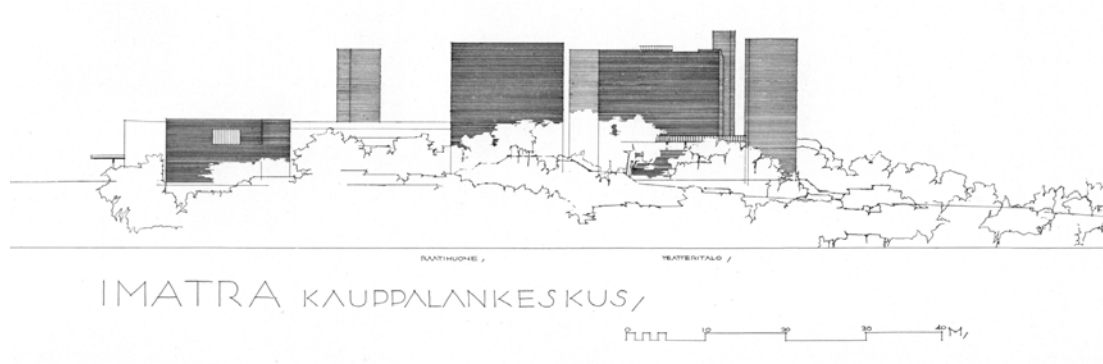 RAATIHUONE, TEATTERITALO,
IMATRA KAUPPALANKESKUS,
0 10 20 30 40 M,